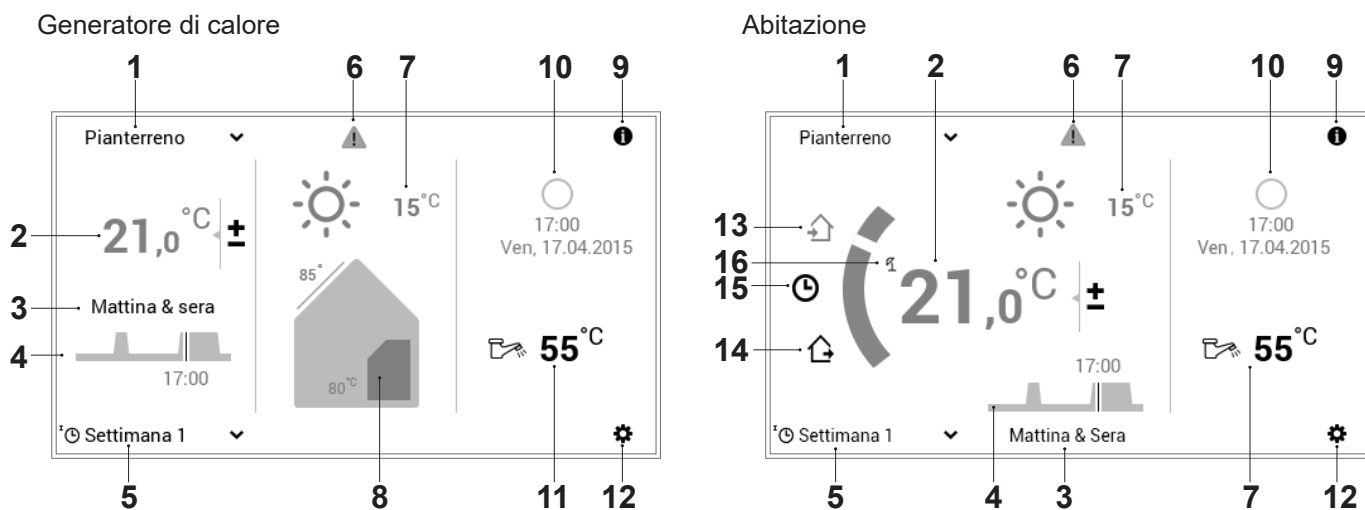 Generatore di calore
1 6 7 10 9
Pianterreno
15°C
17:00
Ven, 17.04.2015
2
21,0 °C ±
85°
3
Mattina & sera
4
17:00
80°C
55°C
Settimana 1
5 8 11 12
Abitazione
1 2 6 7 10 9
Pianterreno
15°C
13
17:00
Ven, 17.04.2015
16
15
21,0 °C ±
14
55°C
17:00
Settimana 1
Mattina & Sera
5 4 3 7 12